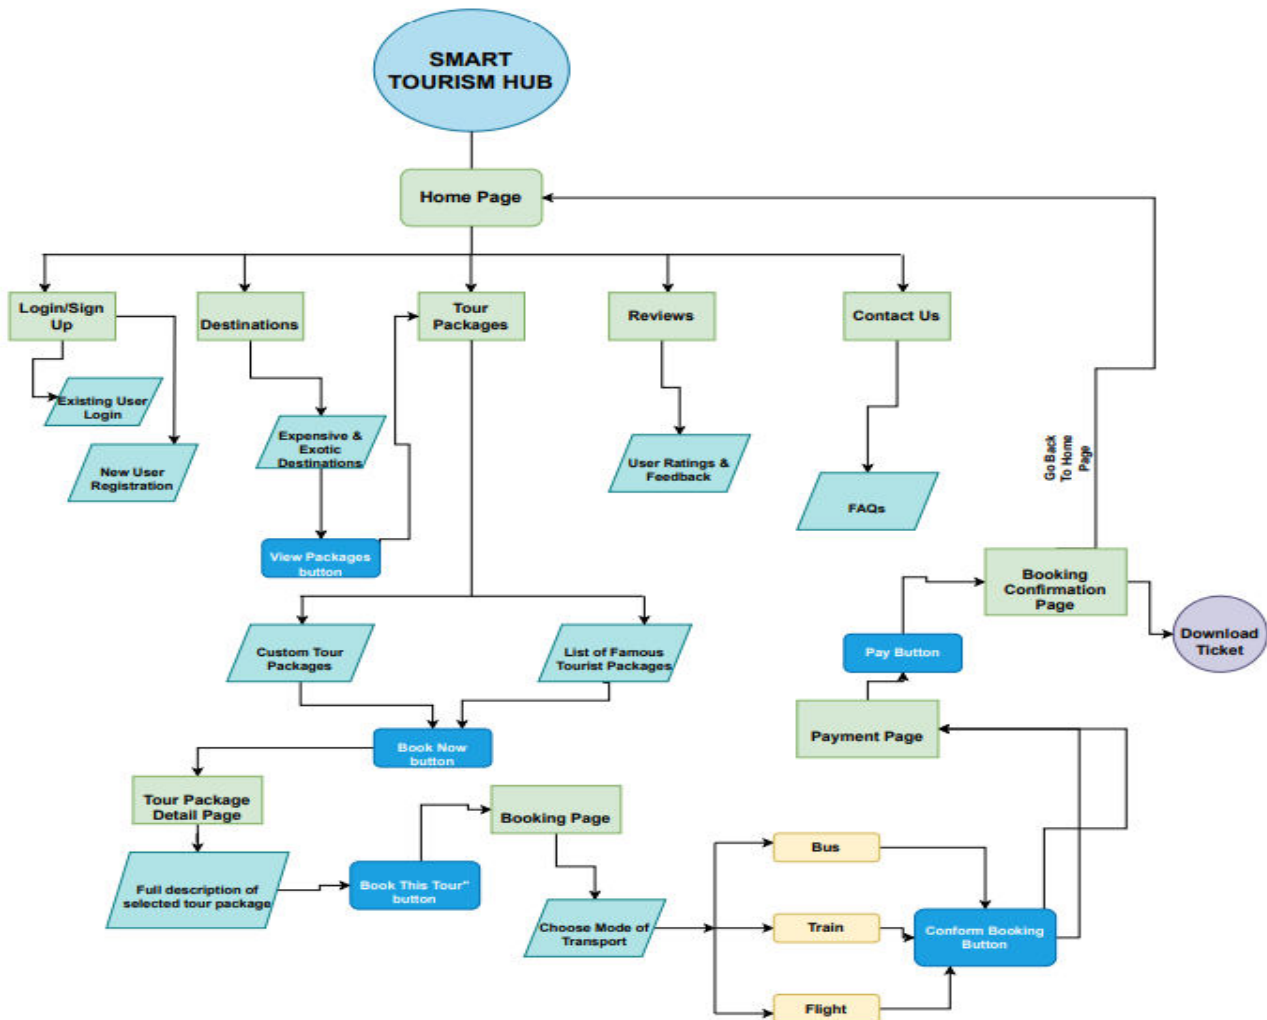 SMART
TOURISM HUB
Home Page
Login/Sign
Up
Destinations
Tour
Packages
Reviews
Contact Us
Existing User
Login
New User
Registration
Expensive &
Exotic
Destinations
User Ratings &
Feedback
FAQs
Go Back
To Home
Page
View Packages
button
Booking
Confirmation
Page
Download
Ticket
Custom Tour
Packages
List of Famous
Tourist Packages
Pay Button
Payment Page
Book Now
button
Tour Package
Detail Page
Booking Page
Full description of
selected tour package
Book This Tour"
button
Choose Mode of
Transport
Bus
Train
Flight
Conform Booking
Button